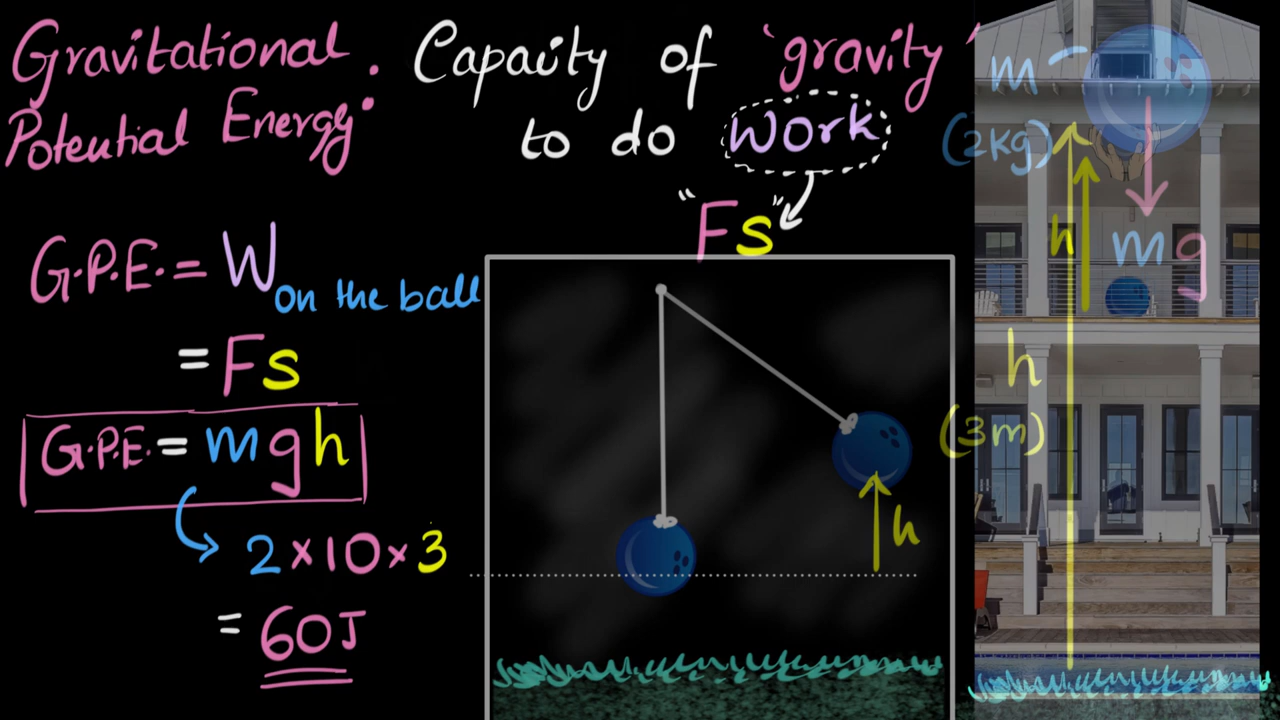 Gravitational
Potential Energy :
Capacity of 'gravity'
to do Work
"Fs"
G.P.E. = W on the ball
= Fs
G.P.E. = mgh
2 × 10 × 3
= 60J
h
m
(2kg)
h
mg
h
(3m)